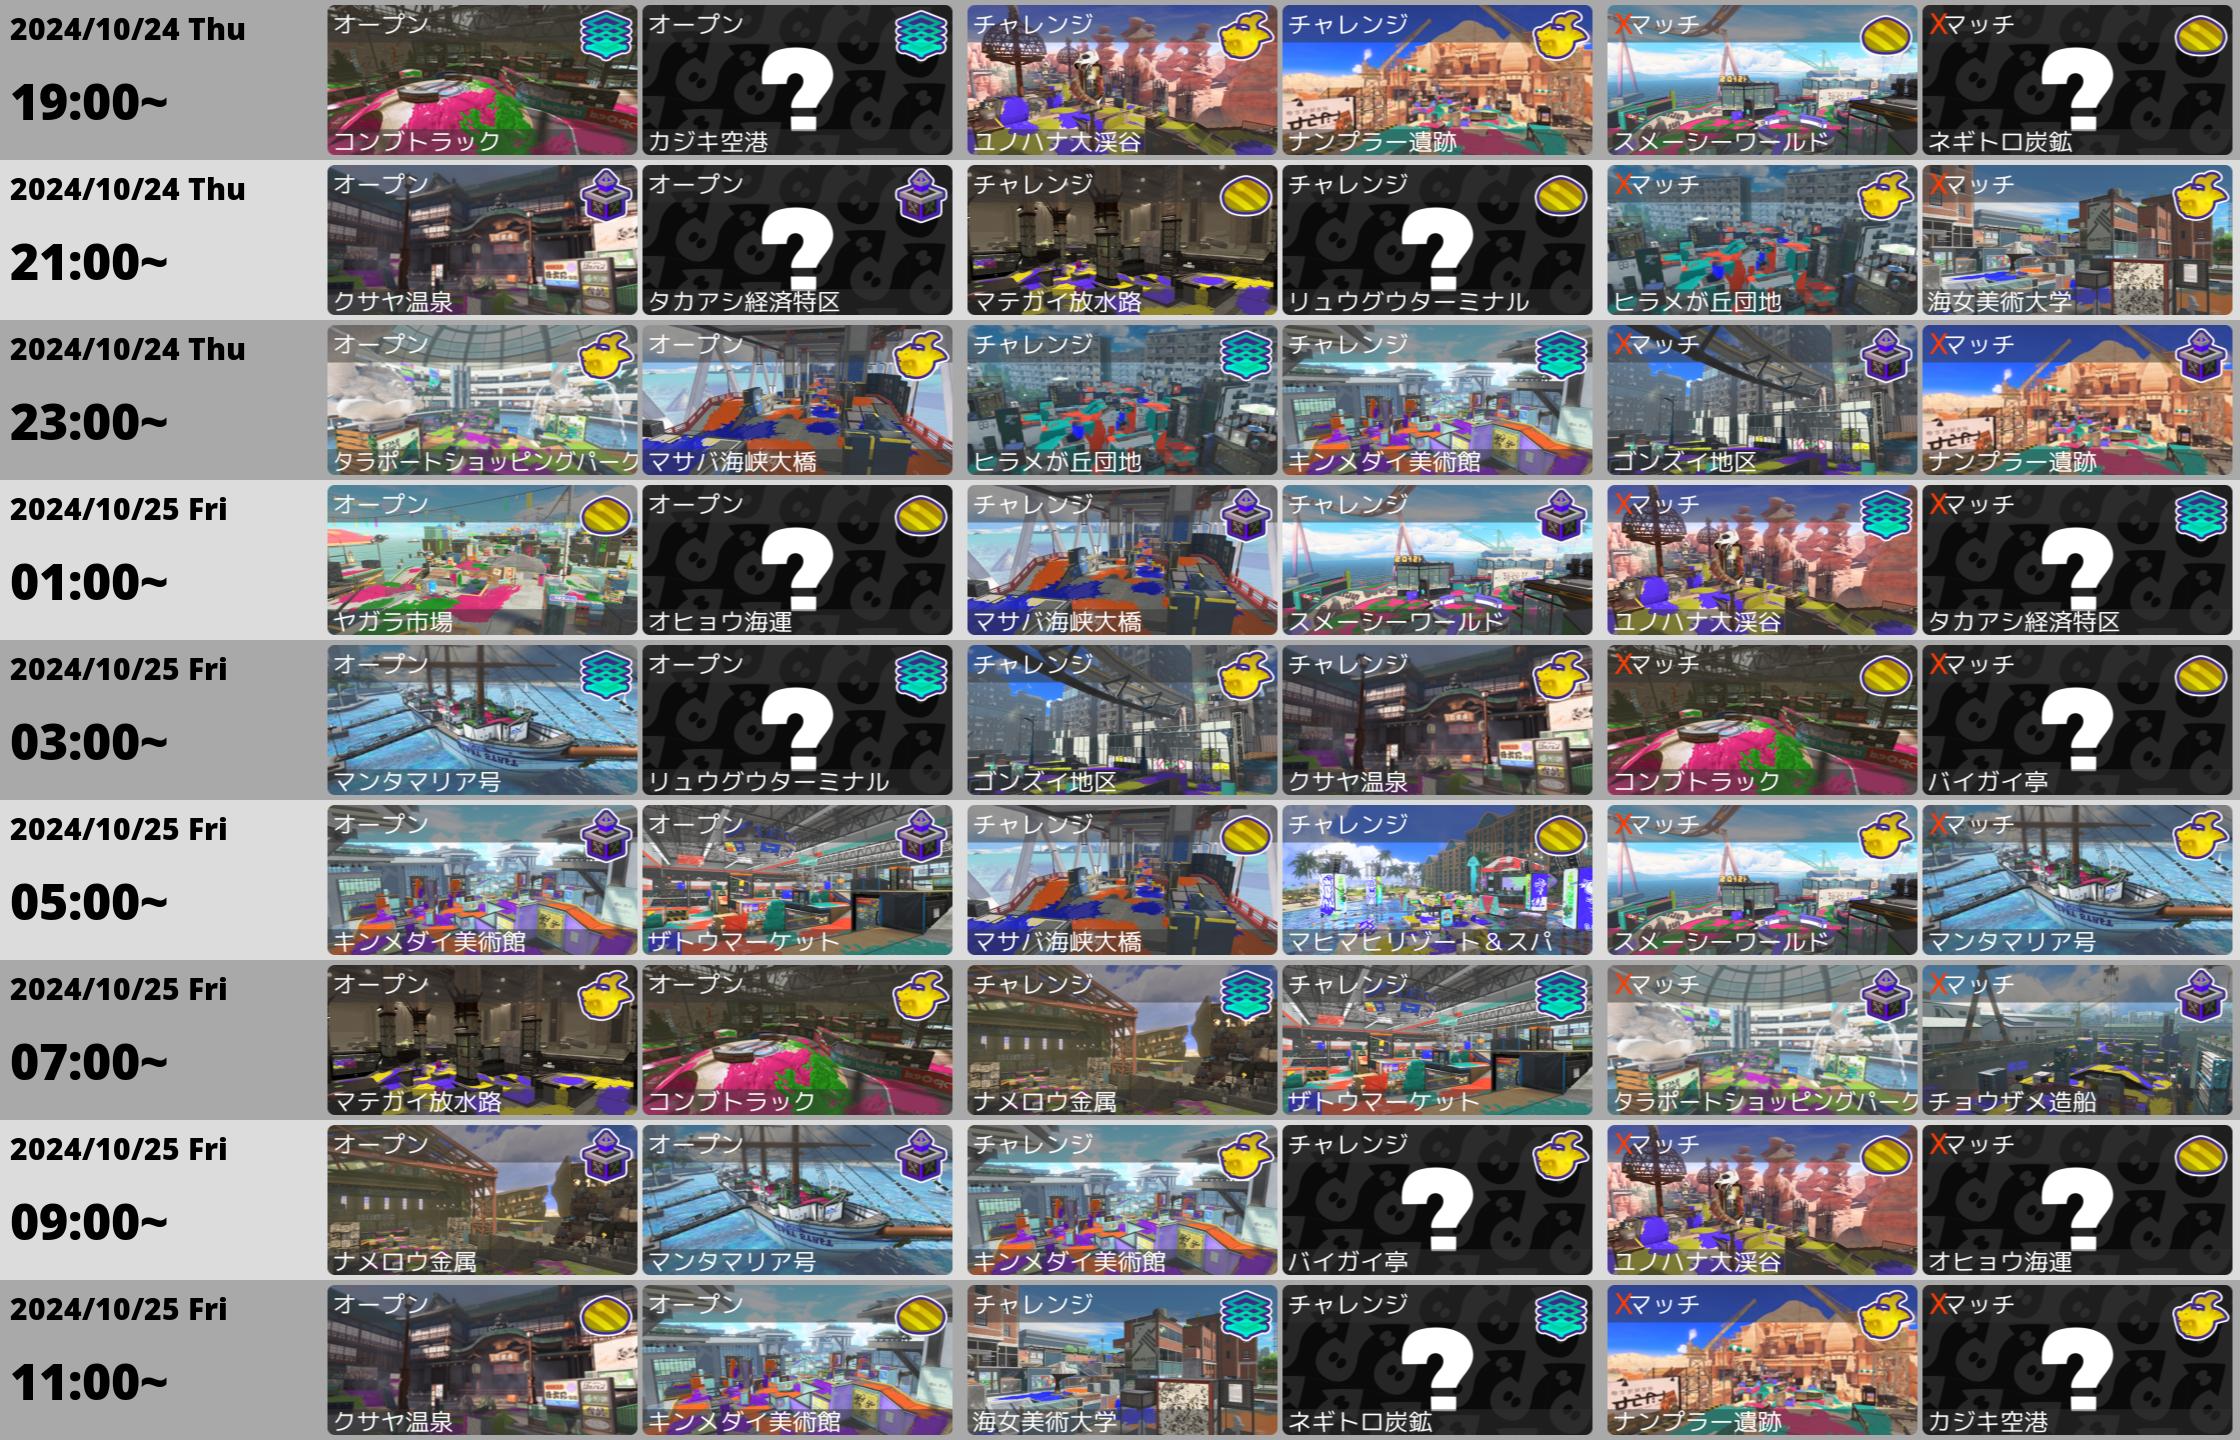 2024/10/24 Thu
19:00~
オープン
コンブトラック
オープン
カジキ空港
チャレンジ
ユノハナ大渓谷
チャレンジ
ナンプラー遺跡
Xマッチ
スメーシーワールド
Xマッチ
ネギトロ炭鉱
2024/10/24 Thu
21:00~
オープン
クサヤ温泉
オープン
タカアシ経済特区
チャレンジ
マテガイ放水路
チャレンジ
リュウグウターミナル
Xマッチ
ヒラメが丘団地
Xマッチ
海女美術大学
2024/10/24 Thu
23:00~
オープン
タラポートショッピングパーク
オープン
マサバ海峡大橋
チャレンジ
ヒラメが丘団地
チャレンジ
キンメダイ美術館
Xマッチ
ゴンズイ地区
Xマッチ
ナンプラー遺跡
2024/10/25 Fri
01:00~
オープン
ヤガラ市場
オープン
オヒョウ海運
チャレンジ
マサバ海峡大橋
チャレンジ
スメーシーワールド
Xマッチ
ユノハナ大渓谷
Xマッチ
タカアシ経済特区
2024/10/25 Fri
03:00~
オープン
マンタマリア号
オープン
リュウグウターミナル
チャレンジ
ゴンズイ地区
チャレンジ
クサヤ温泉
Xマッチ
コンブトラック
Xマッチ
バイガイ亭
2024/10/25 Fri
05:00~
オープン
キンメダイ美術館
オープン
ザトウマーケット
チャレンジ
マサバ海峡大橋
チャレンジ
マヒマヒリゾート＆スパ
Xマッチ
スメーシーワールド
Xマッチ
マンタマリア号
2024/10/25 Fri
07:00~
オープン
マテガイ放水路
オープン
コンブトラック
チャレンジ
ナメロウ金属
チャレンジ
ザトウマーケット
Xマッチ
タラポートショッピングパーク
Xマッチ
チョウザメ造船
2024/10/25 Fri
09:00~
オープン
ナメロウ金属
オープン
マンタマリア号
チャレンジ
キンメダイ美術館
チャレンジ
バイガイ亭
Xマッチ
ユノハナ大渓谷
Xマッチ
オヒョウ海運
2024/10/25 Fri
11:00~
オープン
クサヤ温泉
オープン
キンメダイ美術館
チャレンジ
海女美術大学
チャレンジ
ネギトロ炭鉱
Xマッチ
ナンプラー遺跡
Xマッチ
カジキ空港